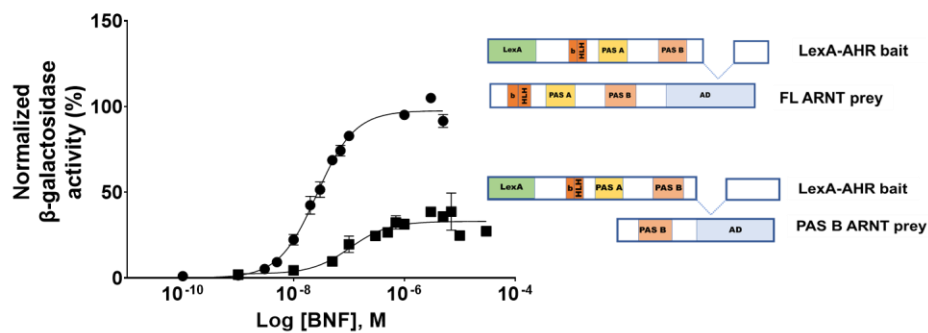 Normalized
β-galactosidase
activity (%)
150
100
50
0
10-10
10-8
10-6
10-4
Log [BNF], M
LexA
b
HLH
PAS A
PAS B
LexA-AHR bait
b
HLH
PAS A
PAS B
AD
FL ARNT prey
LexA
b
HLH
PAS A
PAS B
LexA-AHR bait
PAS B
AD
PAS B ARNT prey